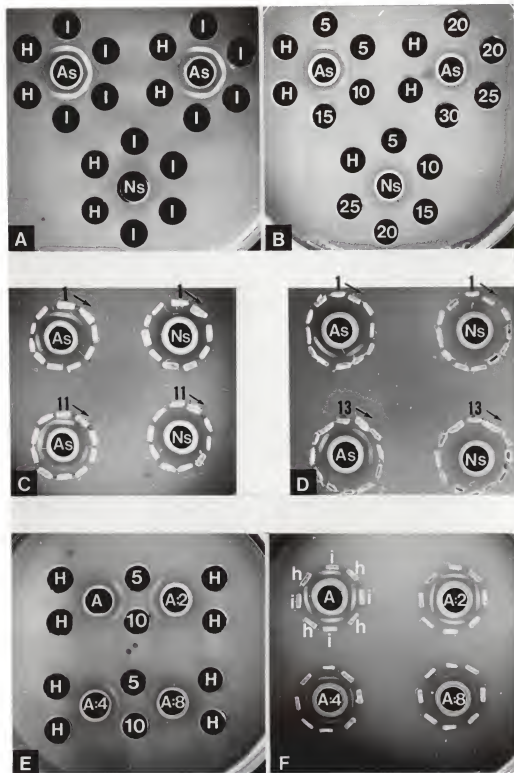 I I
H I H I
As As
H I H I
I I
I
H I
Ns
H I
I
A
5 20
H 5 H 20
As As
H 10 H 25
15 30
5
H 10
Ns
25 15
20
B
1 1
As Ns
11 11
As Ns
C
1 1
As Ns
13 13
As Ns
D
H 5 H
A A:2
H 10 H
H 5 H
A:4 A:8
H 10 H
E
i
h h
i A i A:2
h h
i
A:4 A:8
F